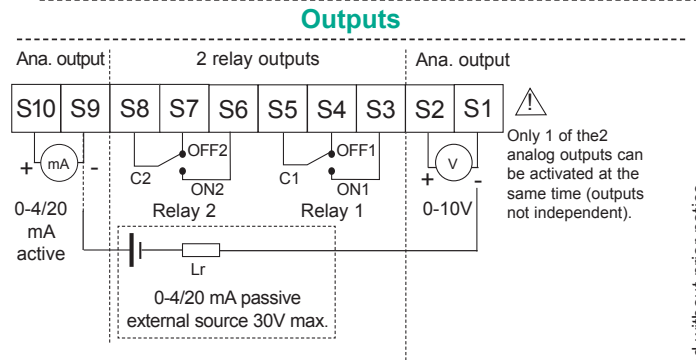 Outputs
Ana. output
2 relay outputs
Ana. output
S10 S9 S8 S7 S6 S5 S4 S3 S2 S1
Only 1 of the2
analog outputs can
be activated at the
same time (outputs
not independent).
OFF2
OFF1
+ mA -
C2
ON2
C1
ON1
+ V -
0-4/20
mA
active
Relay 2
Relay 1
0-10V
Lr
0-4/20 mA passive
external source 30V max.
without prior notice